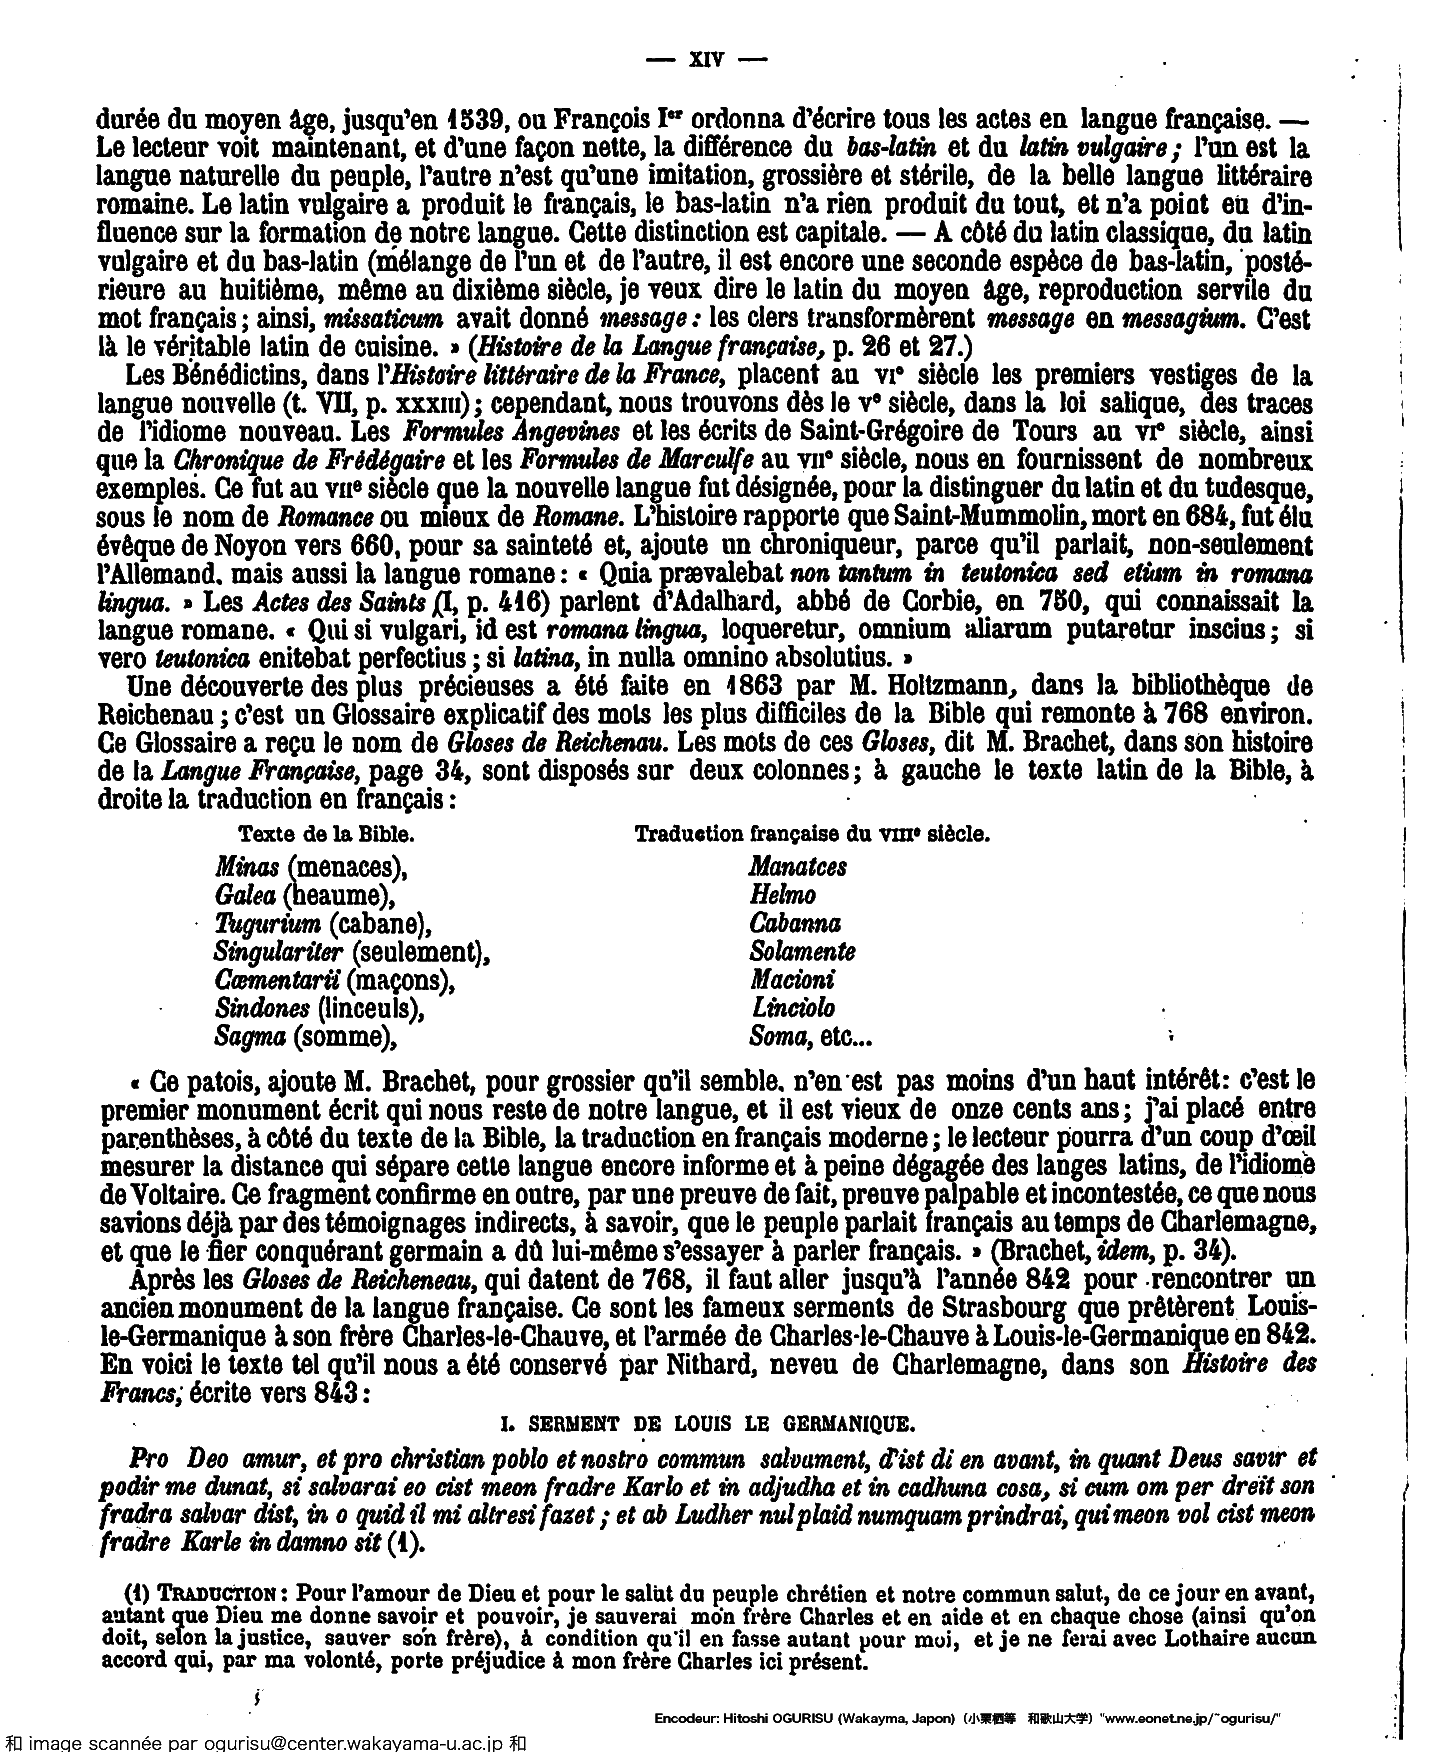 — XIV —
durée du moyen âge, jusqu'en 1539, ou François Ier ordonna d'écrire tous les actes en langue française. —
Le lecteur voit maintenant, et d'une façon nette, la différence du bas-latin et du latin vulgaire; l'un est la
langue naturelle du peuple, l'autre n'est qu'une imitation, grossière et stérile, de la belle langue littéraire
romaine. Le latin vulgaire a produit le français, le bas-latin n'a rien produit du tout, et n'a point eu d'in-
fluence sur la formation de notre langue. Cette distinction est capitale. — A côté du latin classique, du latin
vulgaire et du bas-latin (mélange de l'un et de l'autre, il est encore une seconde espèce de bas-latin, posté-
rieure au huitième, même au dixième siècle, je veux dire le latin du moyen âge, reproduction servile du
mot français; ainsi, missaticum avait donné message: les clers transformèrent message en messagium. C'est
là le véritable latin de cuisine. » (Histoire de la Langue française, p. 26 et 27.)
Les Bénédictins, dans l'Histoire littéraire de la France, placent au VIe siècle les premiers vestiges de la
langue nouvelle (t. VII, p. XXXIII); cependant, nous trouvons dès le Ve siècle, dans la loi salique, des traces
de l'idiome nouveau. Les Formules Angevines et les écrits de Saint-Grégoire de Tours au VIe siècle, ainsi
que la Chronique de Frédégaire et les Formules de Marculfe au VIIe siècle, nous en fournissent de nombreux
exemples. Ce fut au VIIe siècle que la nouvelle langue fut désignée, pour la distinguer du latin et du tudesque,
sous le nom de Romance ou mieux de Romane. L'histoire rapporte que Saint-Mummolin, mort en 684, fut élu
évêque de Noyon vers 660, pour sa sainteté et, ajoute un chroniqueur, parce qu'il parlait, non-seulement
l'Allemand, mais aussi la langue romane: « Quia prævalebat non tantum in teutonica sed etium in romana
lingua. » Les Actes des Saints (I, p. 416) parlent d'Adalhard, abbé de Corbie, en 750, qui connaissait la
langue romane. « Qui si vulgari, id est romana lingua, loqueretur, omnium aliarum putaretur inscius; si
vero teutonica enitebat perfectius; si latina, in nulla omnino absolutius. »
Une découverte des plus précieuses a été faite en 1863 par M. Holtzmann, dans la bibliothèque de
Reichenau; c'est un Glossaire explicatif des mots les plus difficiles de la Bible qui remonte à 768 environ.
Ce Glossaire a reçu le nom de Gloses de Reichenau. Les mots de ces Gloses, dit M. Brachet, dans son histoire
de la Langue Française, page 34, sont disposés sur deux colonnes; à gauche le texte latin de la Bible, à
droite la traduction en français:
Texte de la Bible. Traduction française du VIIIe siècle.
Minas (menaces), Manatces
Galea (heaume), Helmo
Tugurium (cabane), Cabanna
Singulariter (seulement), Solamente
Cæmentarii (maçons), Macioni
Sindones (linceuls), Linciolo
Sagma (somme), Soma, etc...
« Ce patois, ajoute M. Brachet, pour grossier qu'il semble, n'en est pas moins d'un haut intérêt: c'est le
premier monument écrit qui nous reste de notre langue, et il est vieux de onze cents ans; j'ai placé entre
parenthèses, à côté du texte de la Bible, la traduction en français moderne; le lecteur pourra d'un coup d'œil
mesurer la distance qui sépare cette langue encore informe et à peine dégagée des langes latins, de l'idiome
de Voltaire. Ce fragment confirme en outre, par une preuve de fait, preuve palpable et incontestée, ce que nous
savions déjà par des témoignages indirects, à savoir, que le peuple parlait français au temps de Charlemagne,
et que le fier conquérant germain a dû lui-même s'essayer à parler français. » (Brachet, idem, p. 34).
Après les Gloses de Reicheneau, qui datent de 768, il faut aller jusqu'à l'année 842 pour rencontrer un
ancien monument de la langue française. Ce sont les fameux serments de Strasbourg que prêtèrent Louis-
le-Germanique à son frère Charles-le-Chauve, et l'armée de Charles-le-Chauve à Louis-le-Germanique en 842.
En voici le texte tel qu'il nous a été conservé par Nithard, neveu de Charlemagne, dans son Histoire des
Francs, écrite vers 843:
I. SERMENT DE LOUIS LE GERMANIQUE.
Pro Deo amur, et pro christian poblo et nostro commun salvament, d'ist di en avant, in quant Deus savir et
podir me dunat, si salvarai eo cist meon fradre Karlo et in adjudha et in cadhuna cosa, si cum om per dreit son
fradra salvar dist, in o quid il mi altresi fazet; et ab Ludher nul plaid numquam prindrai, qui meon vol cist meon
fradre Karle in damno sit (1).
(1) TRADUCTION: Pour l'amour de Dieu et pour le salut du peuple chrétien et notre commun salut, de ce jour en avant,
autant que Dieu me donne savoir et pouvoir, je sauverai mon frère Charles et en aide et en chaque chose (ainsi qu'on
doit, selon la justice, sauver son frère), à condition qu'il en fasse autant pour moi, et je ne ferai avec Lothaire aucun
accord qui, par ma volonté, porte préjudice à mon frère Charles ici présent.
Encodeur: Hitoshi OGURISU (Wakayma, Japon) (小栗栖等 和歌山大学) "www.eonet.ne.jp/~ogurisu/"
和 image scannée par ogurisu@center.wakayama-u.ac.jp 和